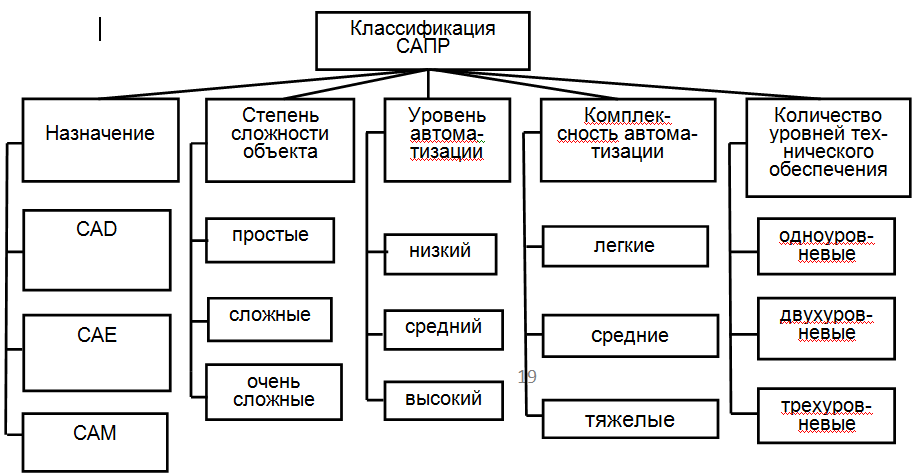 Классификация
САПР
Назначение
CAD
CAE
CAM
Степень
сложности
объекта
простые
сложные
очень
сложные
Уровень
автома-
тизации
низкий
средний
высокий
Комплек-
сность автома-
тизации
легкие
средние
19
тяжелые
Количество
уровней тех-
нического
обеспечения
одноуров-
невые
двухуров-
невые
трехуров-
невые